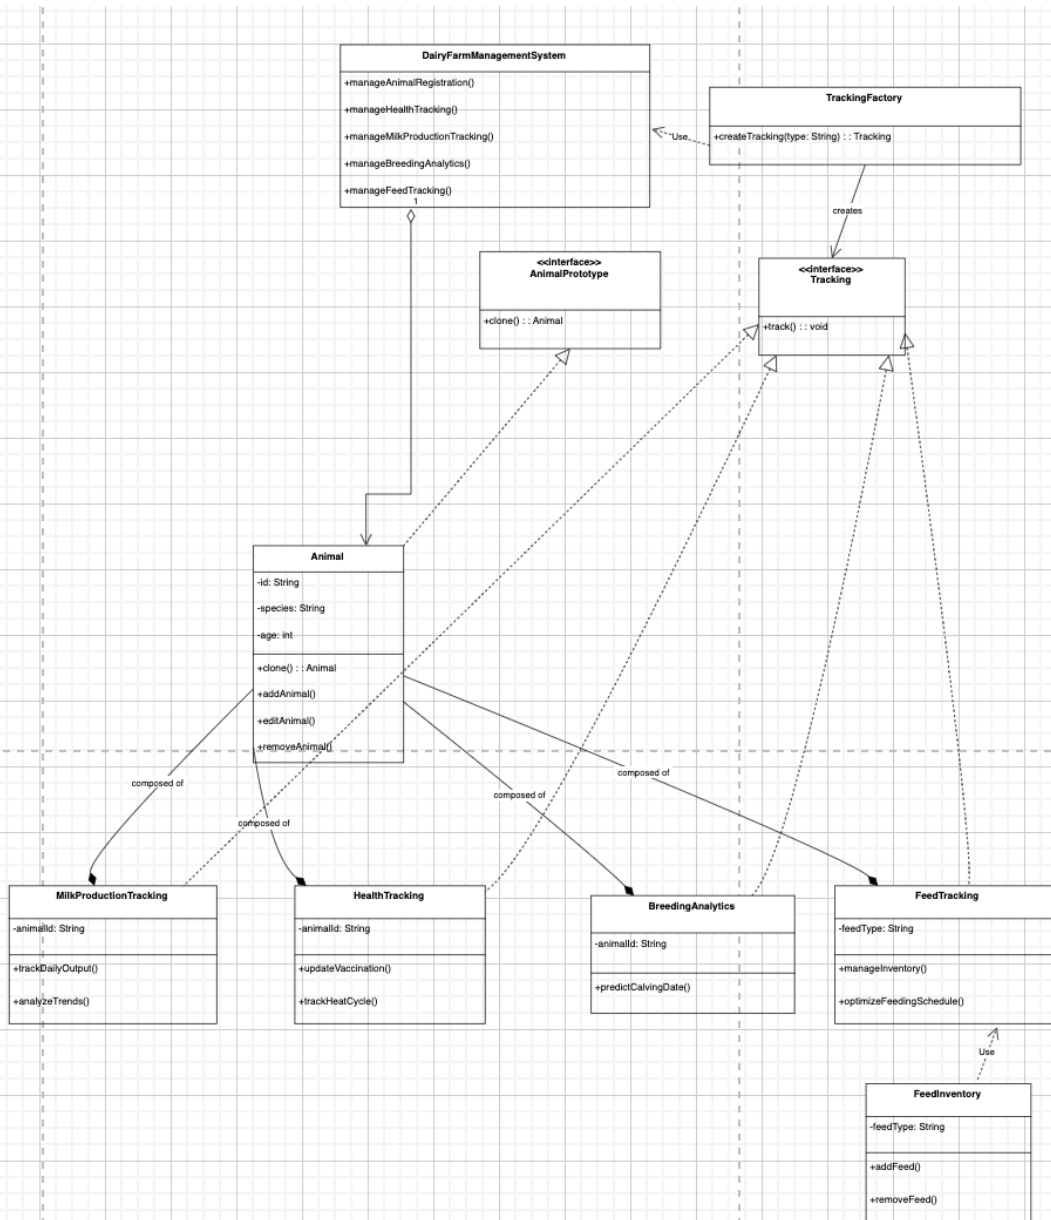 DairyFarmManagementSystem
+manageAnimalRegistration()
+manageHealthTracking()
+manageMilkProductionTracking()
+manageBreedingAnalytics()
+manageFeedTracking()
1
TrackingFactory
+createTracking(type: String) : : Tracking
Use
creates
<<interface>>
AnimalPrototype
+clone() : : Animal
<<interface>>
Tracking
+track() : : void
Animal
-id: String
-species: String
-age: int
+clone() : : Animal
+addAnimal()
+editAnimal()
+removeAnimal()
composed of
composed of
composed of
composed of
MilkProductionTracking
-animalId: String
+trackDailyOutput()
+analyzeTrends()
HealthTracking
-animalId: String
+updateVaccination()
+trackHeatCycle()
BreedingAnalytics
-animalId: String
+predictCalvingDate()
FeedTracking
-feedType: String
+manageInventory()
+optimizeFeedingSchedule()
Use
FeedInventory
-feedType: String
+addFeed()
+removeFeed()